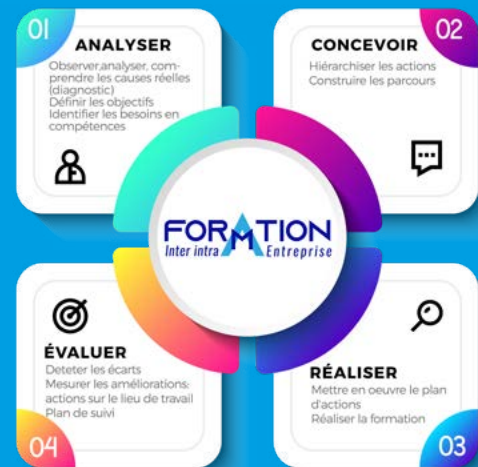 01
ANALYSER
Observer,analyser, com-
prendre les causes réelles
(diagnostic)
Définir les objectifs
Identifier les besoins en
compétences
02
CONCEVOIR
Hiérarchiser les actions
Construire les parcours
FORMATION
Inter intra Entreprise
ÉVALUER
Deteter les écarts
Mesurer les améliorations:
actions sur le lieu de travail
Plan de suivi
04
RÉALISER
Mettre en oeuvre le plan
d'actions
Réaliser la formation
03